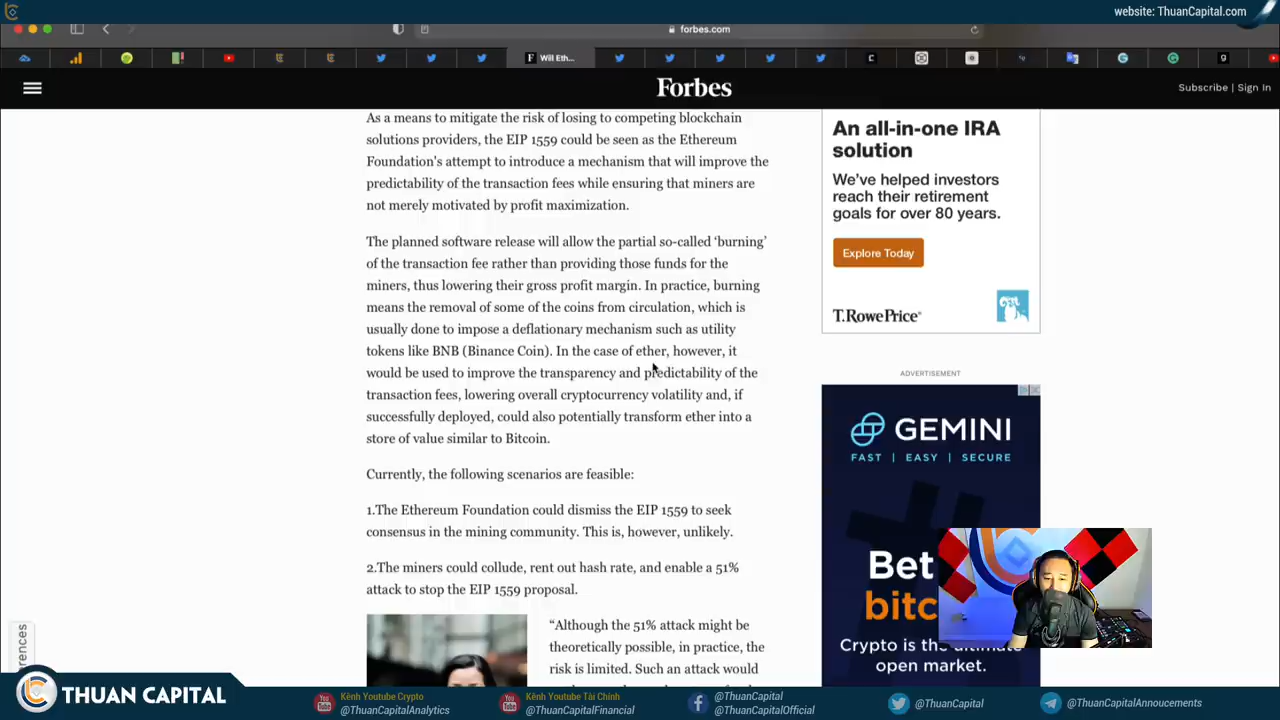 website: ThuanCapital.com
forbes.com
Will Eth...
Forbes
Subscribe | Sign In
As a means to mitigate the risk of losing to competing blockchain
solutions providers, the EIP 1559 could be seen as the Ethereum
Foundation's attempt to introduce a mechanism that will improve the
predictability of the transaction fees while ensuring that miners are
not merely motivated by profit maximization.
The planned software release will allow the partial so-called ‘burning’
of the transaction fee rather than providing those funds for the
miners, thus lowering their gross profit margin. In practice, burning
means the removal of some of the coins from circulation, which is
usually done to impose a deflationary mechanism such as utility
tokens like BNB (Binance Coin). In the case of ether, however, it
would be used to improve the transparency and predictability of the
transaction fees, lowering overall cryptocurrency volatility and, if
successfully deployed, could also potentially transform ether into a
store of value similar to Bitcoin.
Currently, the following scenarios are feasible:
1.The Ethereum Foundation could dismiss the EIP 1559 to seek
consensus in the mining community. This is, however, unlikely.
2.The miners could collude, rent out hash rate, and enable a 51%
attack to stop the EIP 1559 proposal.
“Although the 51% attack might be
theoretically possible, in practice, the
risk is limited. Such an attack would
An all-in-one IRA
solution
We've helped investors
reach their retirement
goals for over 80 years.
Explore Today
T.RowePrice
ADVERTISEMENT
GEMINI
FAST | EASY | SECURE
Bet
bitc
Crypto is the ultimate
open market.
rences
THUAN CAPITAL
Kênh Youtube Crypto
@ThuanCapitalAnalytics
Kênh Youtube Tài Chính
@ThuanCapitalFinancial
@ThuanCapital
@ThuanCapitalOfficial
@ThuanCapital
@ThuanCapitalAnnoucements